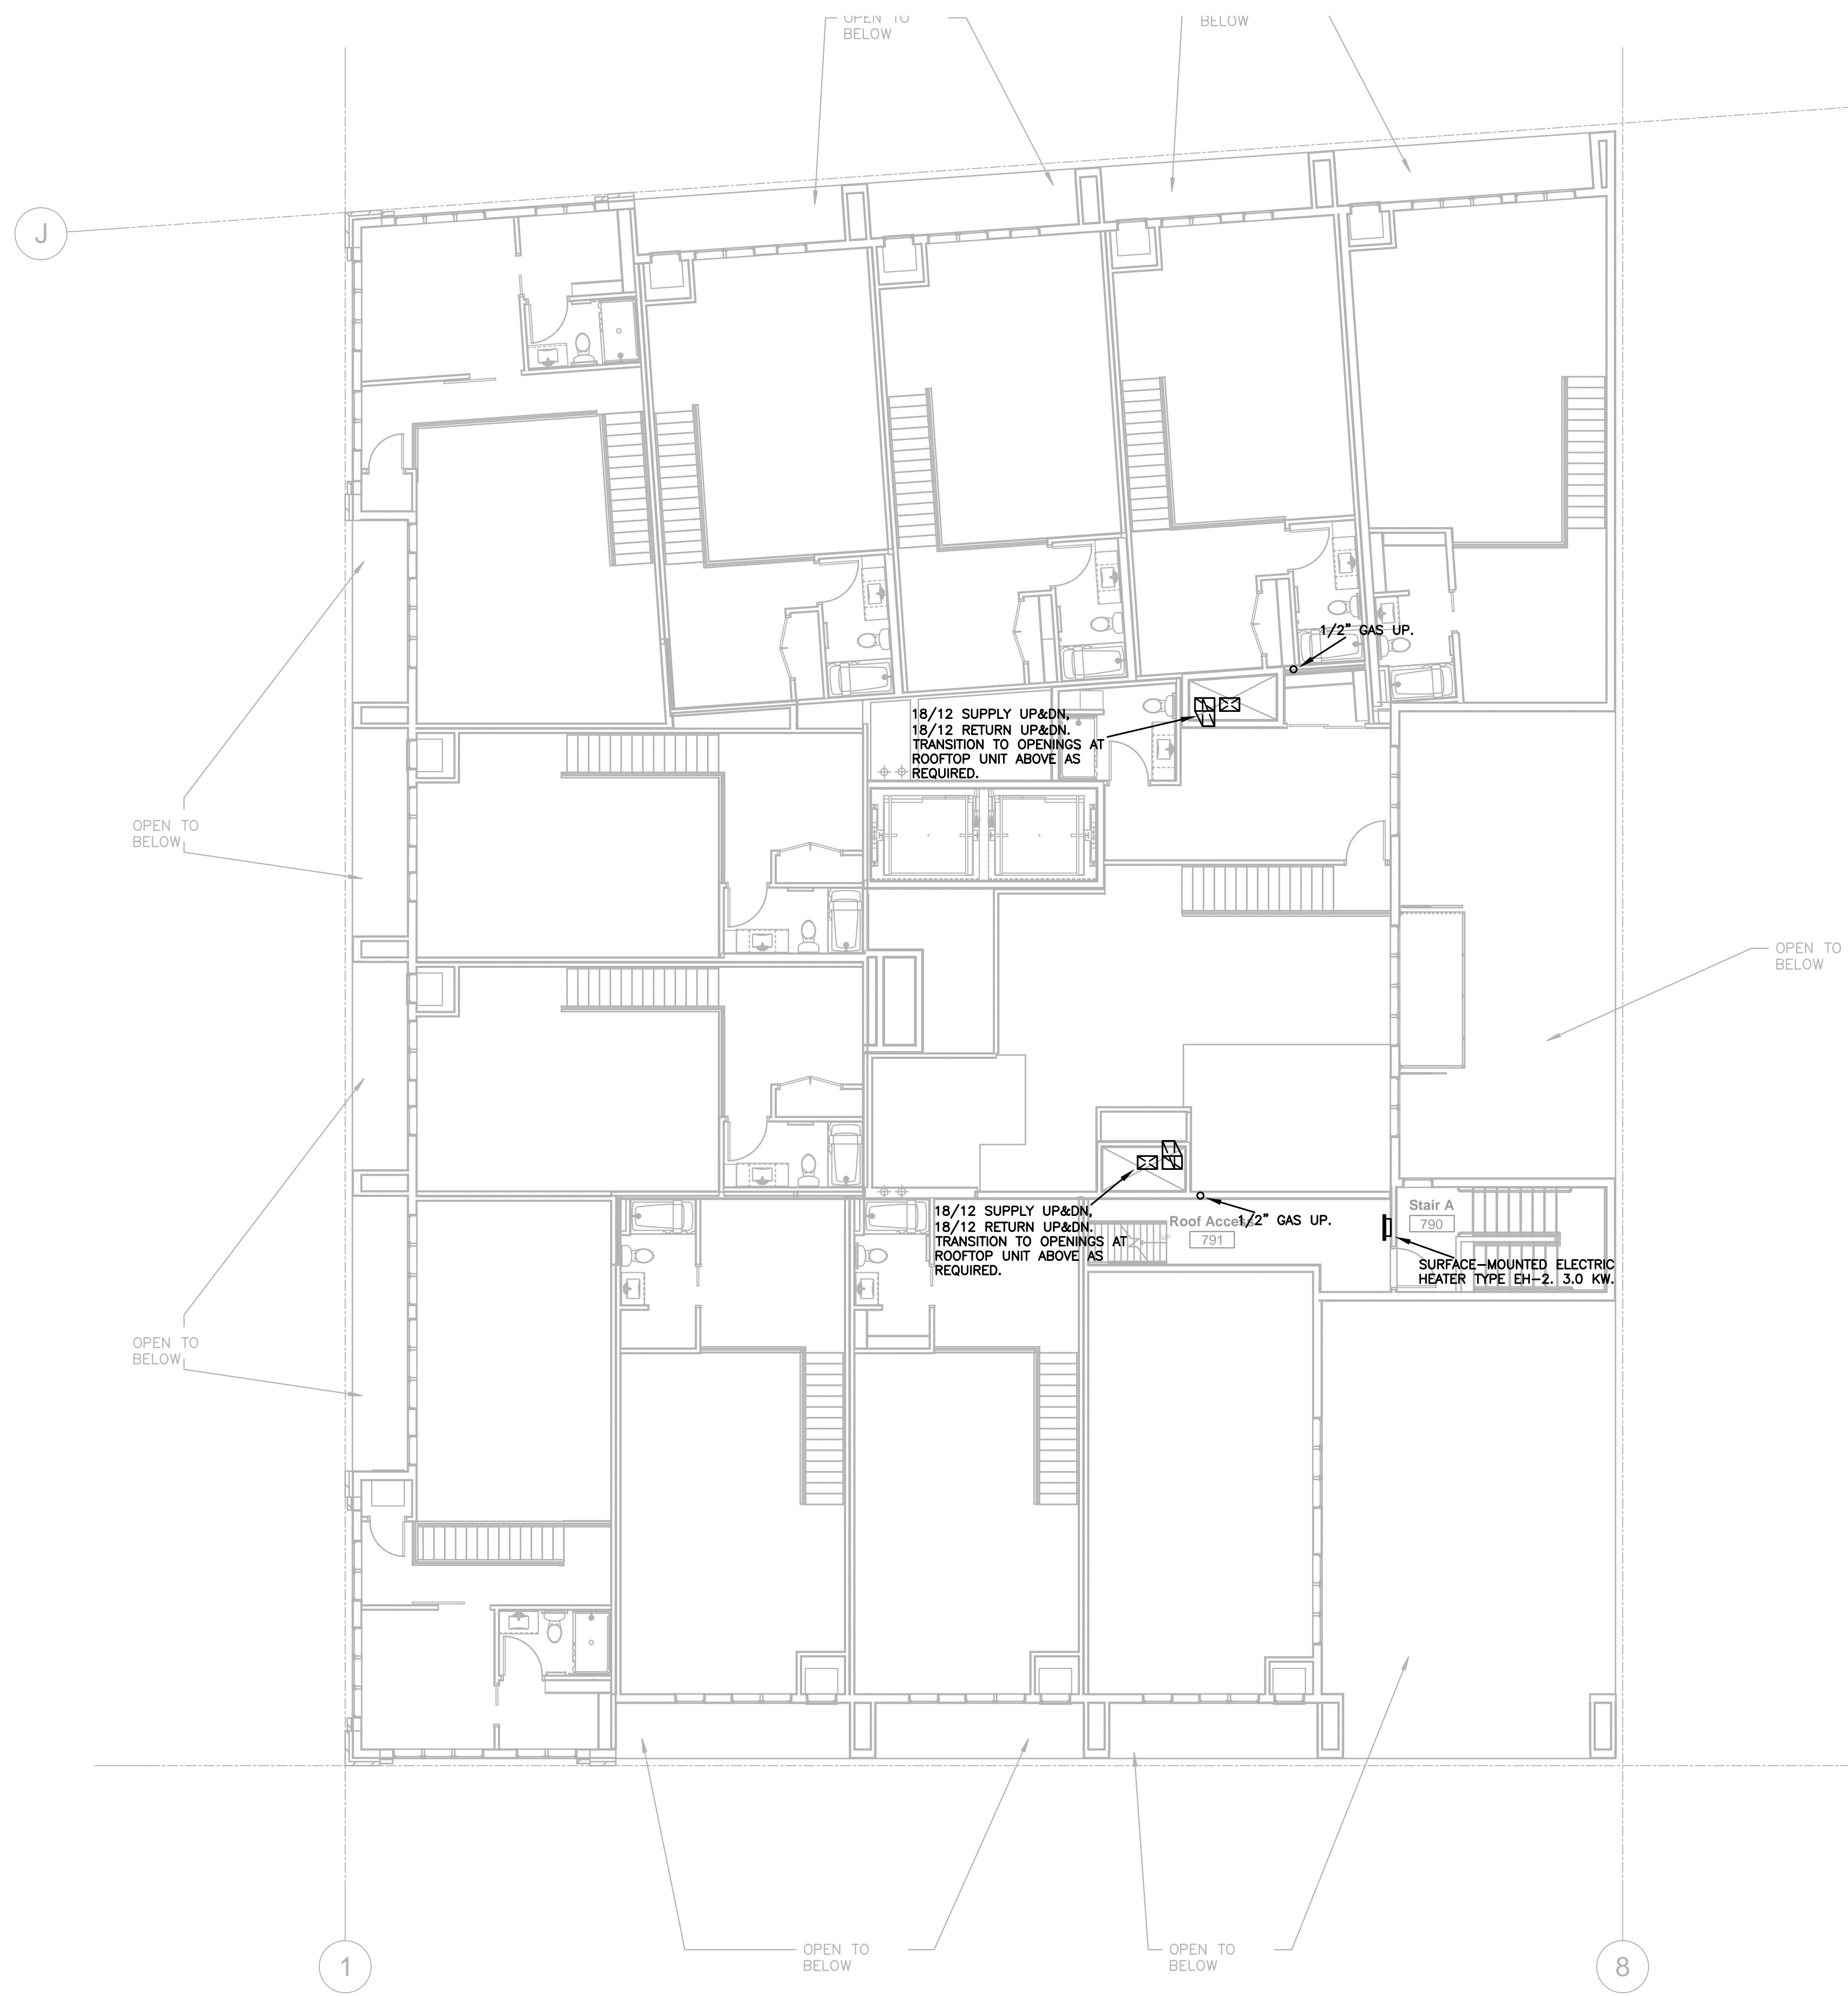 OPEN TO
BELOW
BELOW
J
1/2" GAS UP.
18/12 SUPPLY UP&DN,
18/12 RETURN UP&DN.
TRANSITION TO OPENINGS AT
ROOFTOP UNIT ABOVE AS
REQUIRED.
OPEN TO
BELOW
OPEN TO
BELOW
18/12 SUPPLY UP&DN,
18/12 RETURN UP&DN.
TRANSITION TO OPENINGS AT
ROOFTOP UNIT ABOVE AS
REQUIRED.
Roof Access
791
UP
1/2" GAS UP.
Stair A
790
SURFACE-MOUNTED ELECTRIC
HEATER TYPE EH-2. 3.0 KW.
OPEN TO
BELOW
OPEN TO
BELOW
OPEN TO
BELOW
1
8